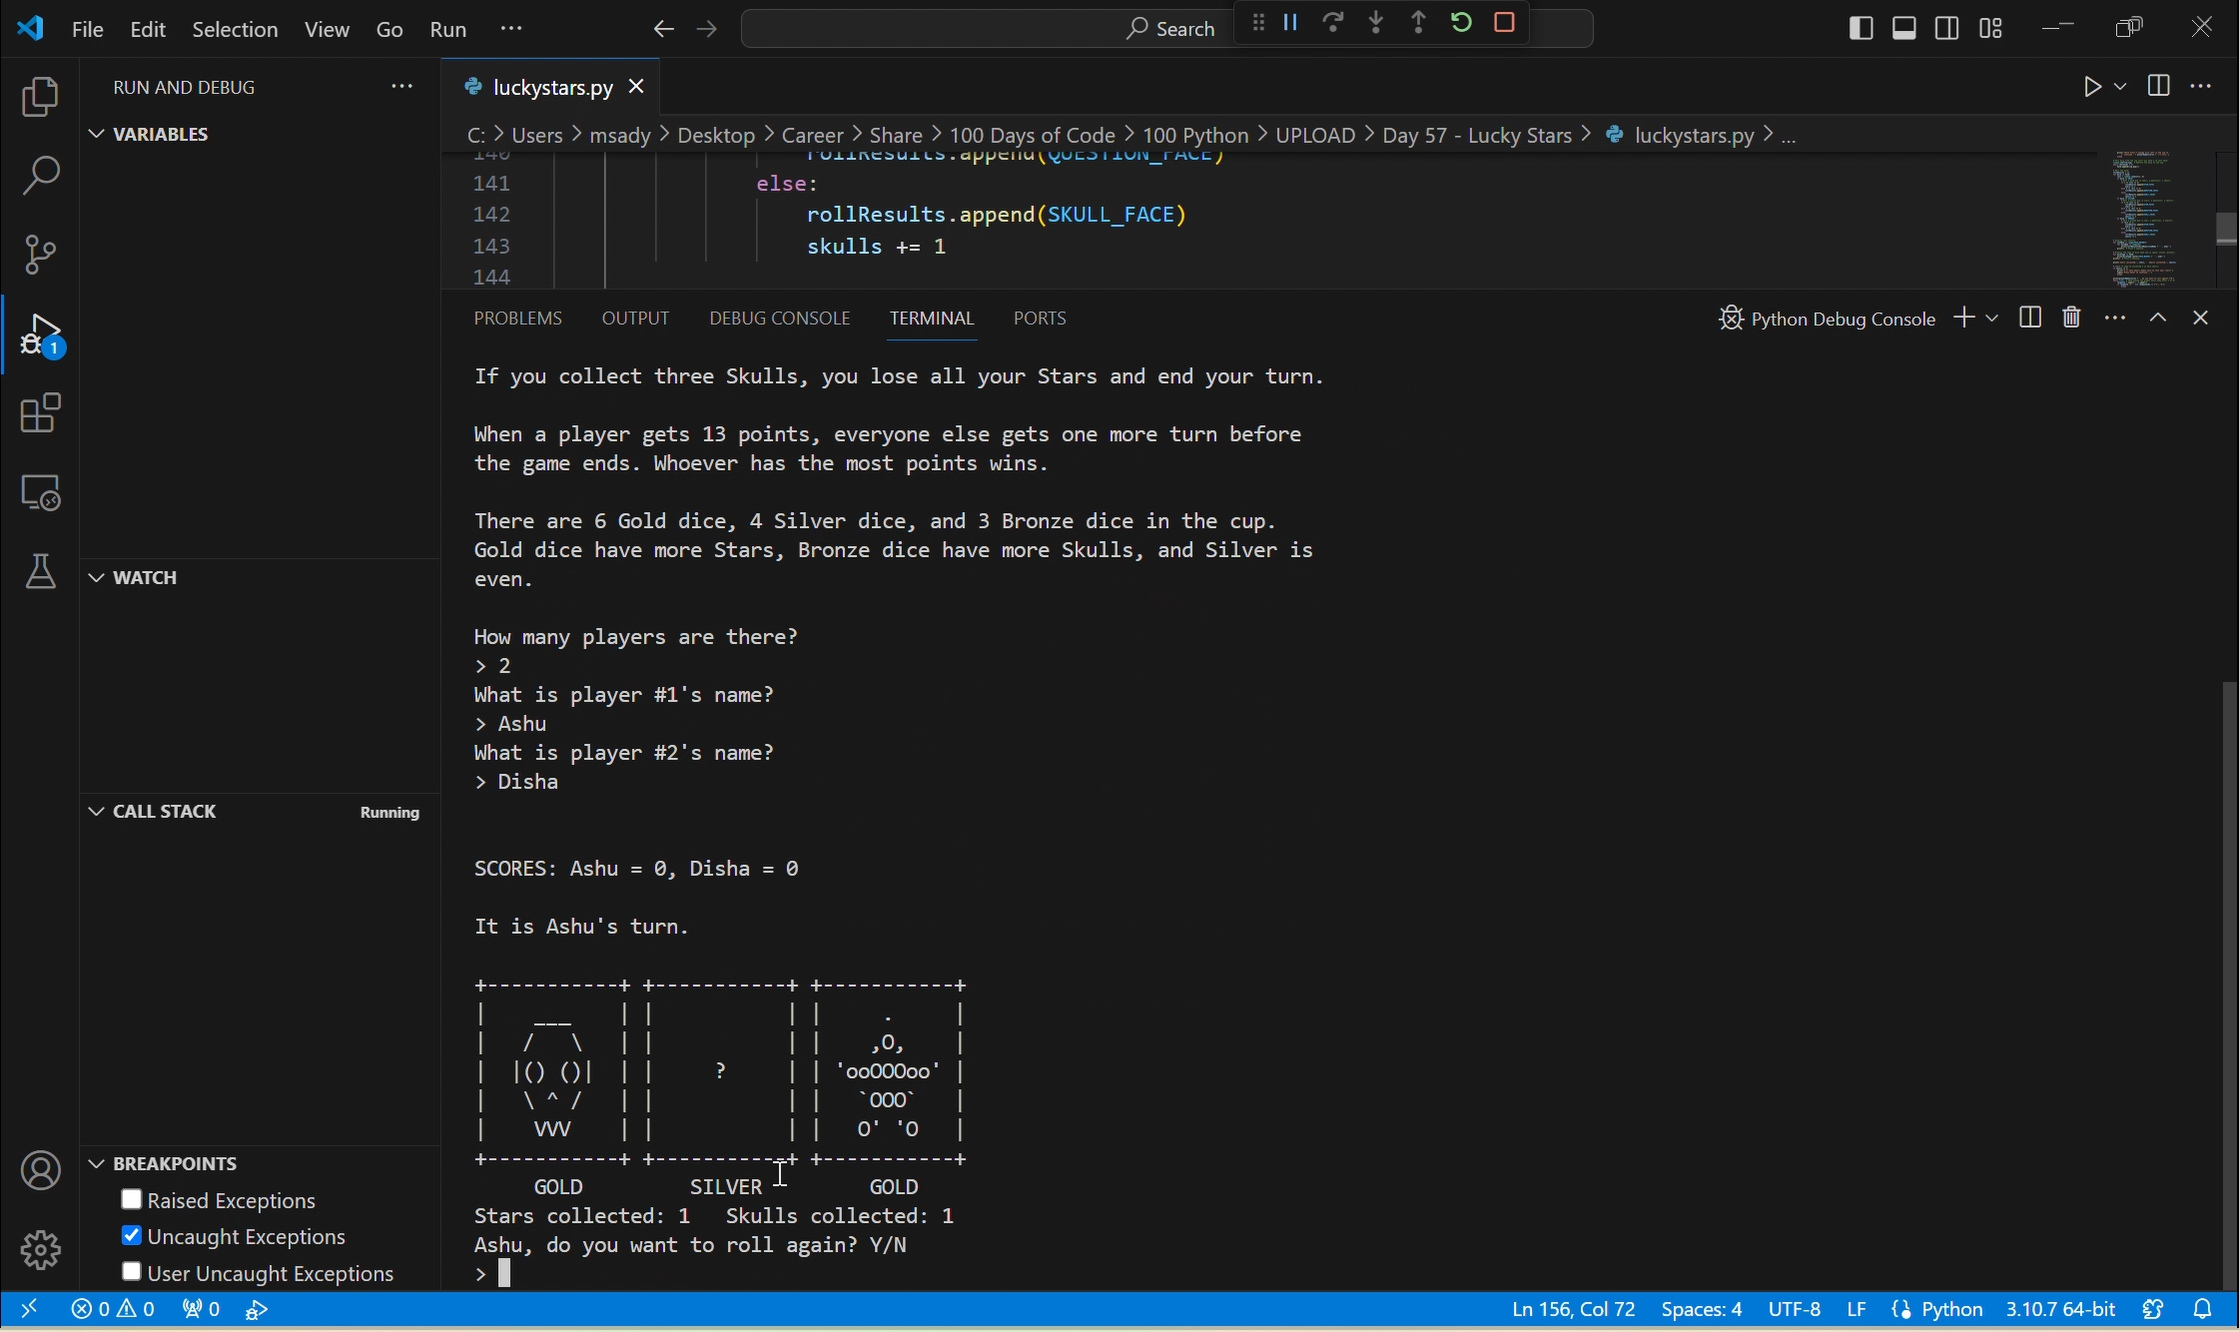 File Edit Selection View Go Run ··· Search
RUN AND DEBUG ···
luckystars.py
VARIABLES
C: > Users > msady > Desktop > Career > Share > 100 Days of Code > 100 Python > UPLOAD > Day 57 - Lucky Stars > luckystars.py > ...
140 rollResults.append(QUESTION_FACE)
141 else:
142 rollResults.append(SKULL_FACE)
143 skulls += 1
144
PROBLEMS OUTPUT DEBUG CONSOLE TERMINAL PORTS Python Debug Console
1
If you collect three Skulls, you lose all your Stars and end your turn.
When a player gets 13 points, everyone else gets one more turn before
the game ends. Whoever has the most points wins.
There are 6 Gold dice, 4 Silver dice, and 3 Bronze dice in the cup.
Gold dice have more Stars, Bronze dice have more Skulls, and Silver is
even.
WATCH
How many players are there?
> 2
What is player #1's name?
> Ashu
What is player #2's name?
> Disha
CALL STACK Running
SCORES: Ashu = 0, Disha = 0
It is Ashu's turn.
+-----------+ +-----------+ +-----------+
|    ___    | |           | |     .     |
|   /   \   | |           | |    ,O,    |
|  |() ()|  | |     ?     | | 'ooOOOoo' |
|   \ ^ /   | |           | |   `OOO`   |
|    VVV    | |           | |   O' 'O   |
+-----------+ +-----------+ +-----------+
GOLD SILVER GOLD
Stars collected: 1 Skulls collected: 1
Ashu, do you want to roll again? Y/N
>
BREAKPOINTS
Raised Exceptions
Uncaught Exceptions
User Uncaught Exceptions
0 0 0 Ln 156, Col 72 Spaces: 4 UTF-8 LF Python 3.10.7 64-bit